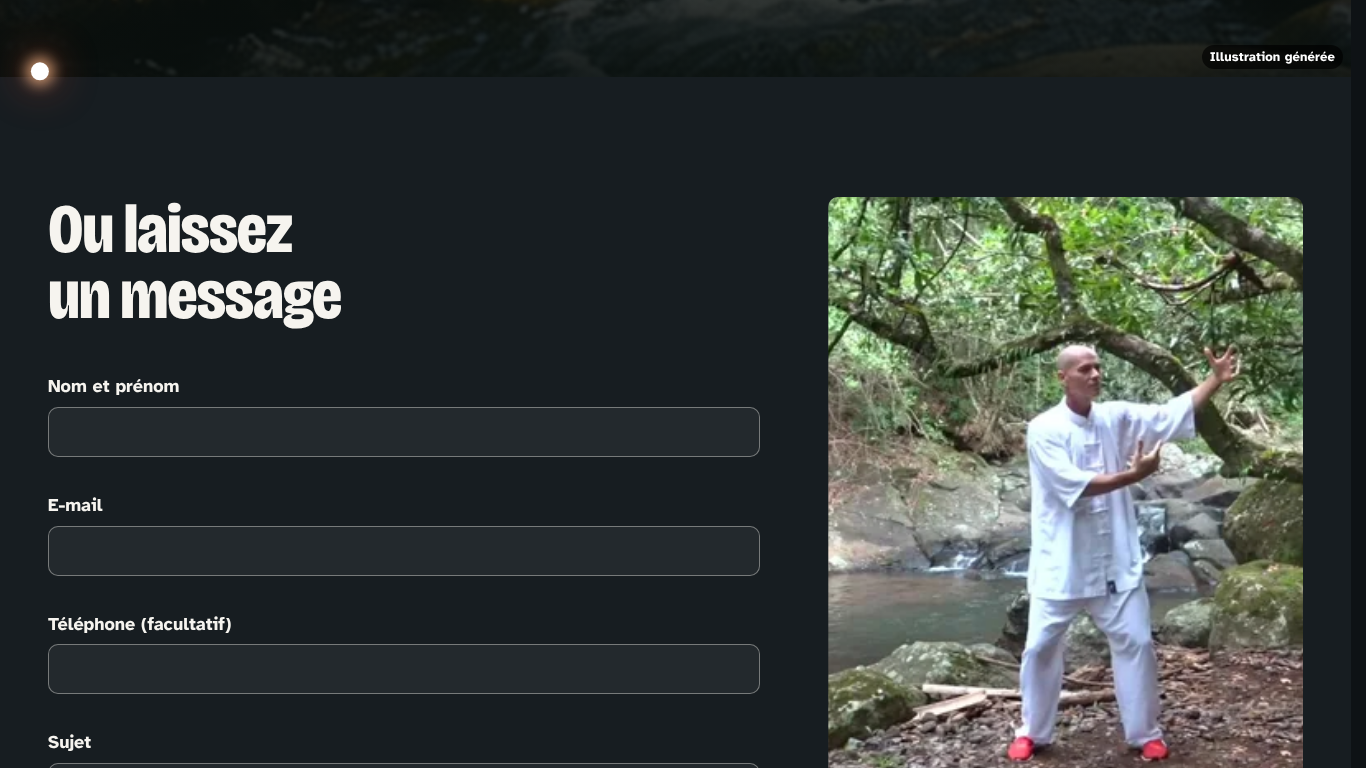 Illustration générée
Ou laissez
un message
Nom et prénom
E-mail
Téléphone (facultatif)
Sujet